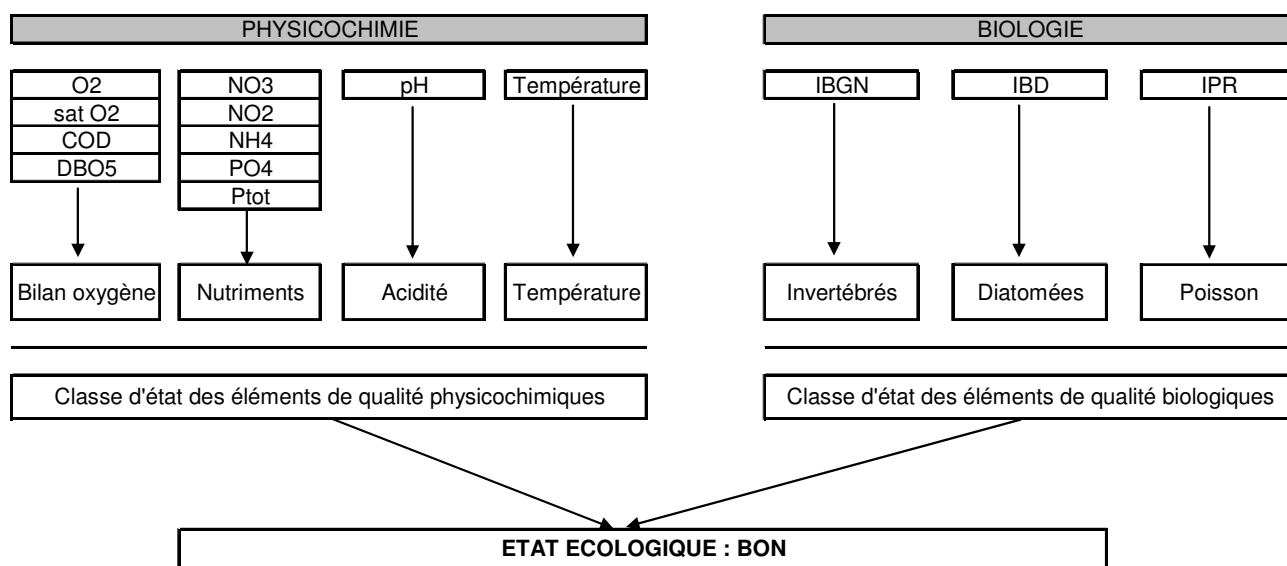 PHYSICOCHIMIE
O2
sat O2
COD
DBO5
NO3
NO2
NH4
PO4
Ptot
pH
Température
Bilan oxygène
Nutriments
Acidité
Température
Classe d'état des éléments de qualité physicochimiques
BIOLOGIE
IBGN
IBD
IPR
Invertébrés
Diatomées
Poisson
Classe d'état des éléments de qualité biologiques
ETAT ECOLOGIQUE : BON